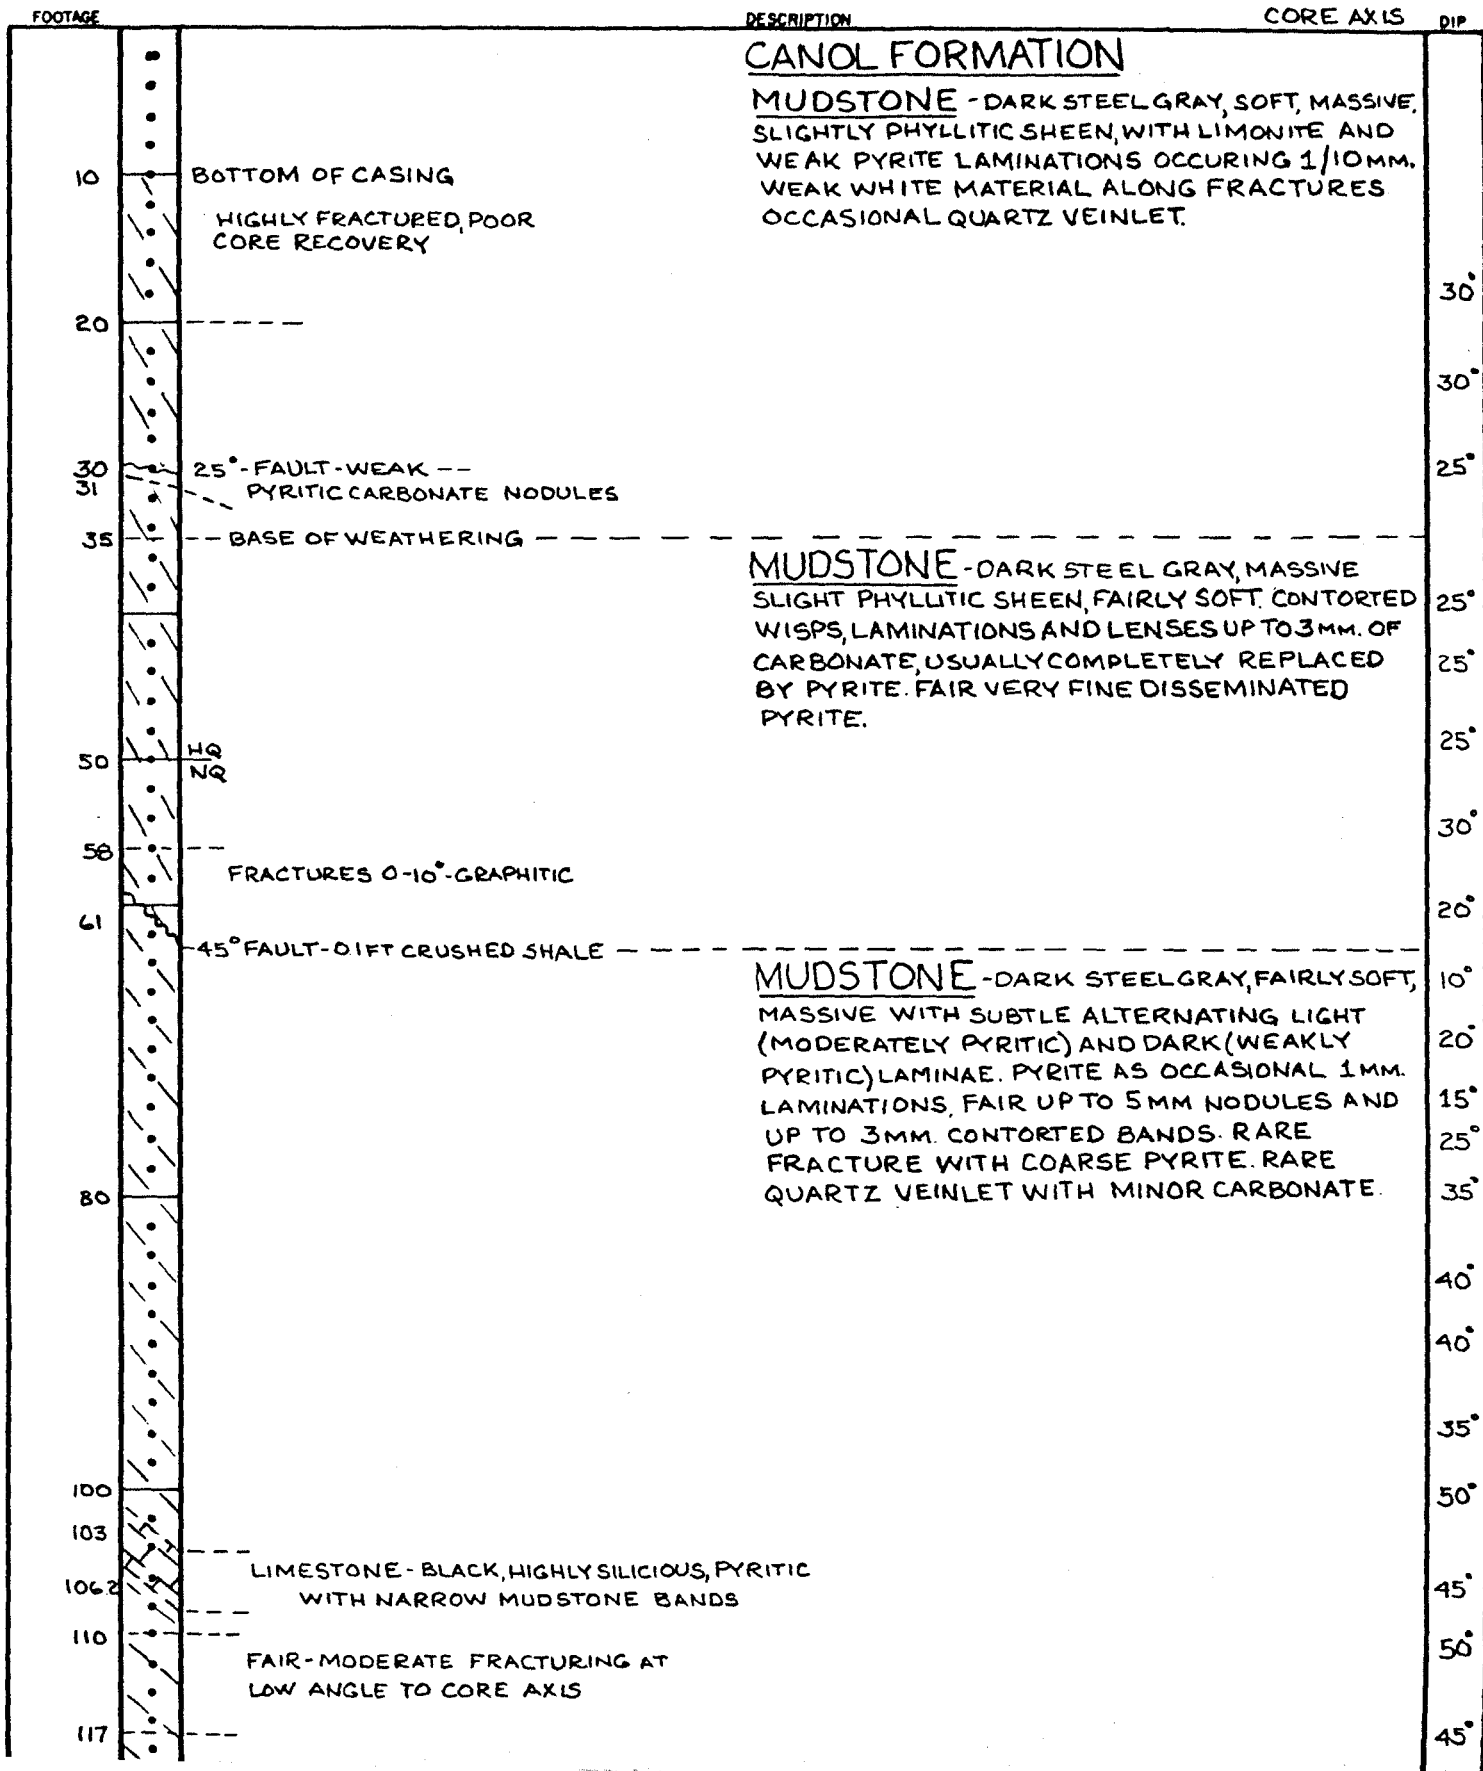 FOOTAGE DESCRIPTION CORE AXIS DIP
CANOL FORMATION
MUDSTONE - DARK STEEL GRAY, SOFT, MASSIVE,
SLIGHTLY PHYLLITIC SHEEN, WITH LIMONITE AND
WEAK PYRITE LAMINATIONS OCCURING 1/10MM.
WEAK WHITE MATERIAL ALONG FRACTURES
OCCASIONAL QUARTZ VEINLET.
10 BOTTOM OF CASING
HIGHLY FRACTURED, POOR
CORE RECOVERY
30°
20
30°
30 25°-FAULT-WEAK -- 25°
31 PYRITIC CARBONATE NODULES
35 -- BASE OF WEATHERING
MUDSTONE - DARK STEEL GRAY, MASSIVE
SLIGHT PHYLLITIC SHEEN, FAIRLY SOFT. CONTORTED 25°
WISPS, LAMINATIONS AND LENSES UP TO 3MM. OF
CARBONATE, USUALLY COMPLETELY REPLACED 25°
BY PYRITE. FAIR VERY FINE DISSEMINATED
PYRITE.
25°
50 HQ
NQ
30°
58
FRACTURES 0-10°-GRAPHITIC
61 20°
45° FAULT-0.1FT CRUSHED SHALE
MUDSTONE - DARK STEEL GRAY, FAIRLY SOFT, 10°
MASSIVE WITH SUBTLE ALTERNATING LIGHT
(MODERATELY PYRITIC) AND DARK (WEAKLY 20°
PYRITIC) LAMINAE. PYRITE AS OCCASIONAL 1MM.
LAMINATIONS, FAIR UP TO 5MM NODULES AND 15°
UP TO 3MM. CONTORTED BANDS. RARE 25°
FRACTURE WITH COARSE PYRITE. RARE
80 QUARTZ VEINLET WITH MINOR CARBONATE. 35°
40°
40°
35°
100 50°
103
LIMESTONE - BLACK, HIGHLY SILICIOUS, PYRITIC
106.2 WITH NARROW MUDSTONE BANDS 45°
110 50°
FAIR-MODERATE FRACTURING AT
LOW ANGLE TO CORE AXIS
117 45°